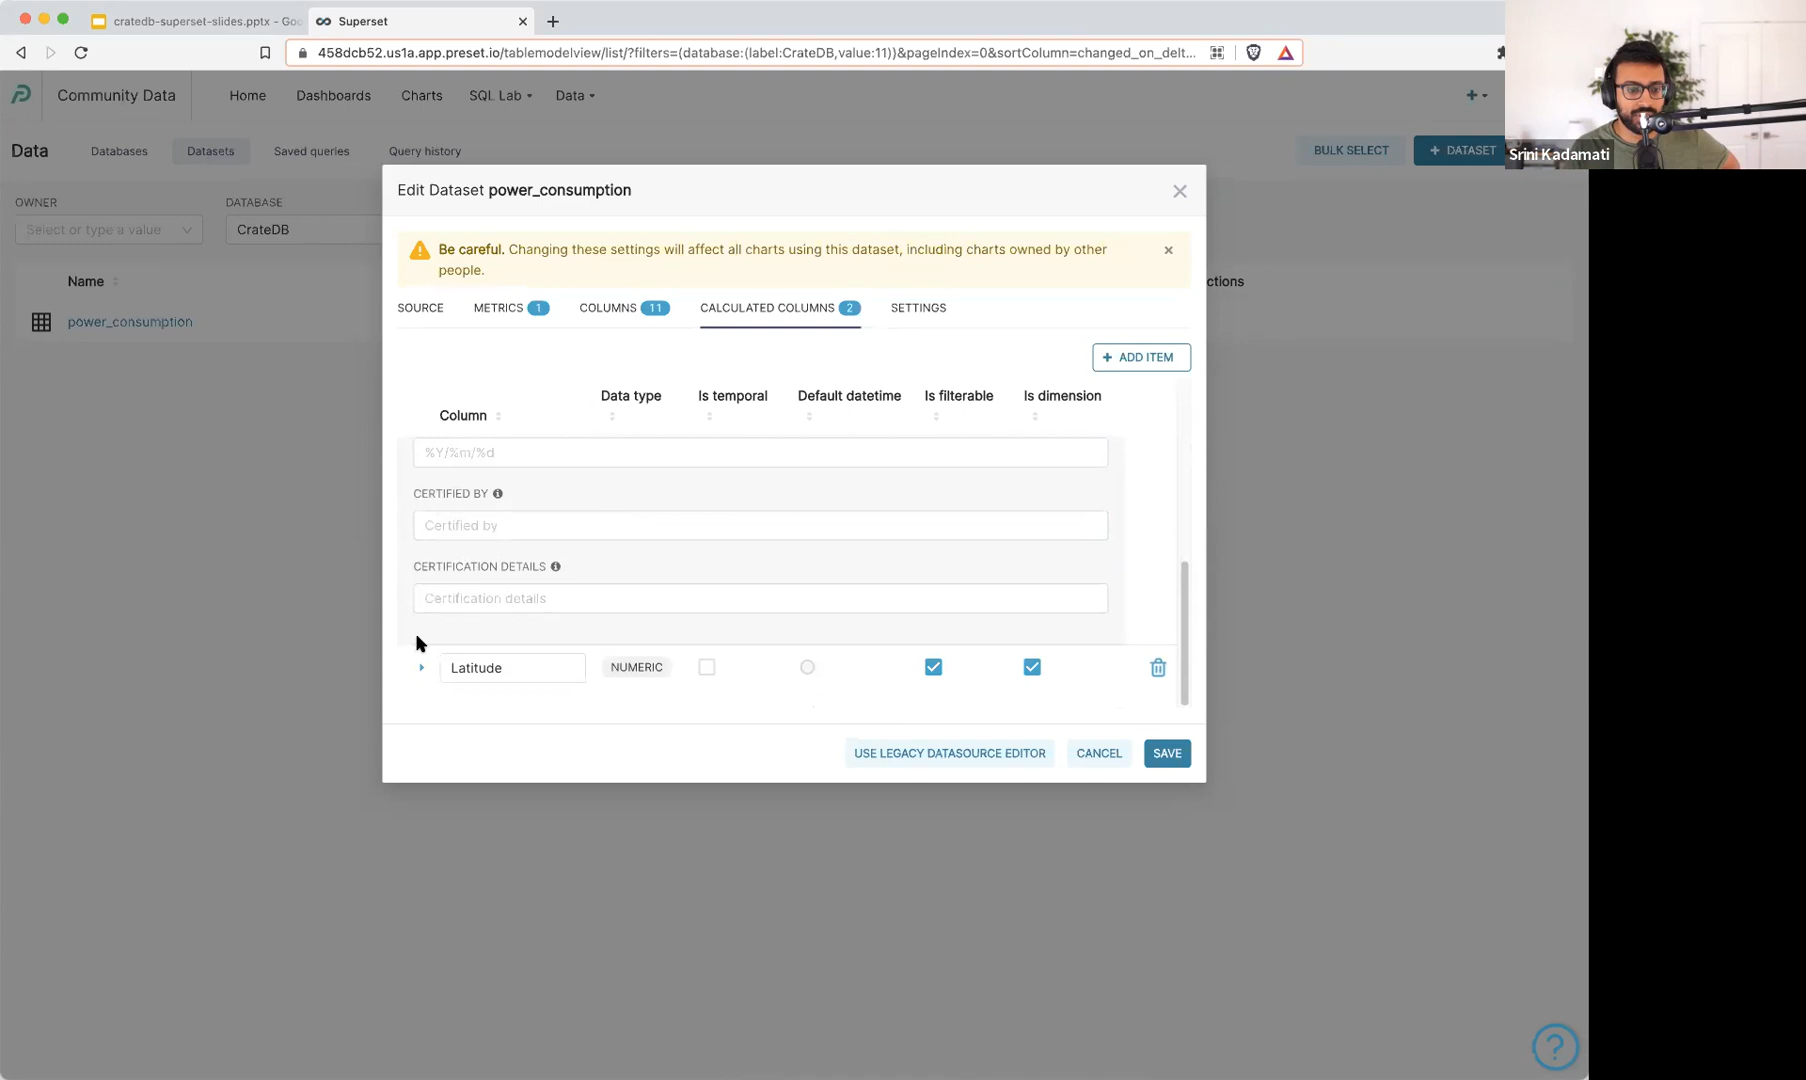 cratedb-superset-slides.pptx - Goo
Superset
458dcb52.us1a.app.preset.io/tablemodelview/list/?filters=(database:(label:CrateDB,value:11))&pageIndex=0&sortColumn=changed_on_delt...
Community Data
Home
Dashboards
Charts
SQL Lab
Data
Data
Databases
Datasets
Saved queries
Query history
BULK SELECT
+ DATASET
Srini Kadamati
OWNER
DATABASE
Select or type a value
CrateDB
Name
ctions
power_consumption
Edit Dataset power_consumption
Be careful. Changing these settings will affect all charts using this dataset, including charts owned by other
people.
SOURCE
METRICS 1
COLUMNS 11
CALCULATED COLUMNS 2
SETTINGS
+ ADD ITEM
Column
Data type
Is temporal
Default datetime
Is filterable
Is dimension
%Y/%m/%d
CERTIFIED BY
Certified by
CERTIFICATION DETAILS
Certification details
Latitude
NUMERIC
USE LEGACY DATASOURCE EDITOR
CANCEL
SAVE
?